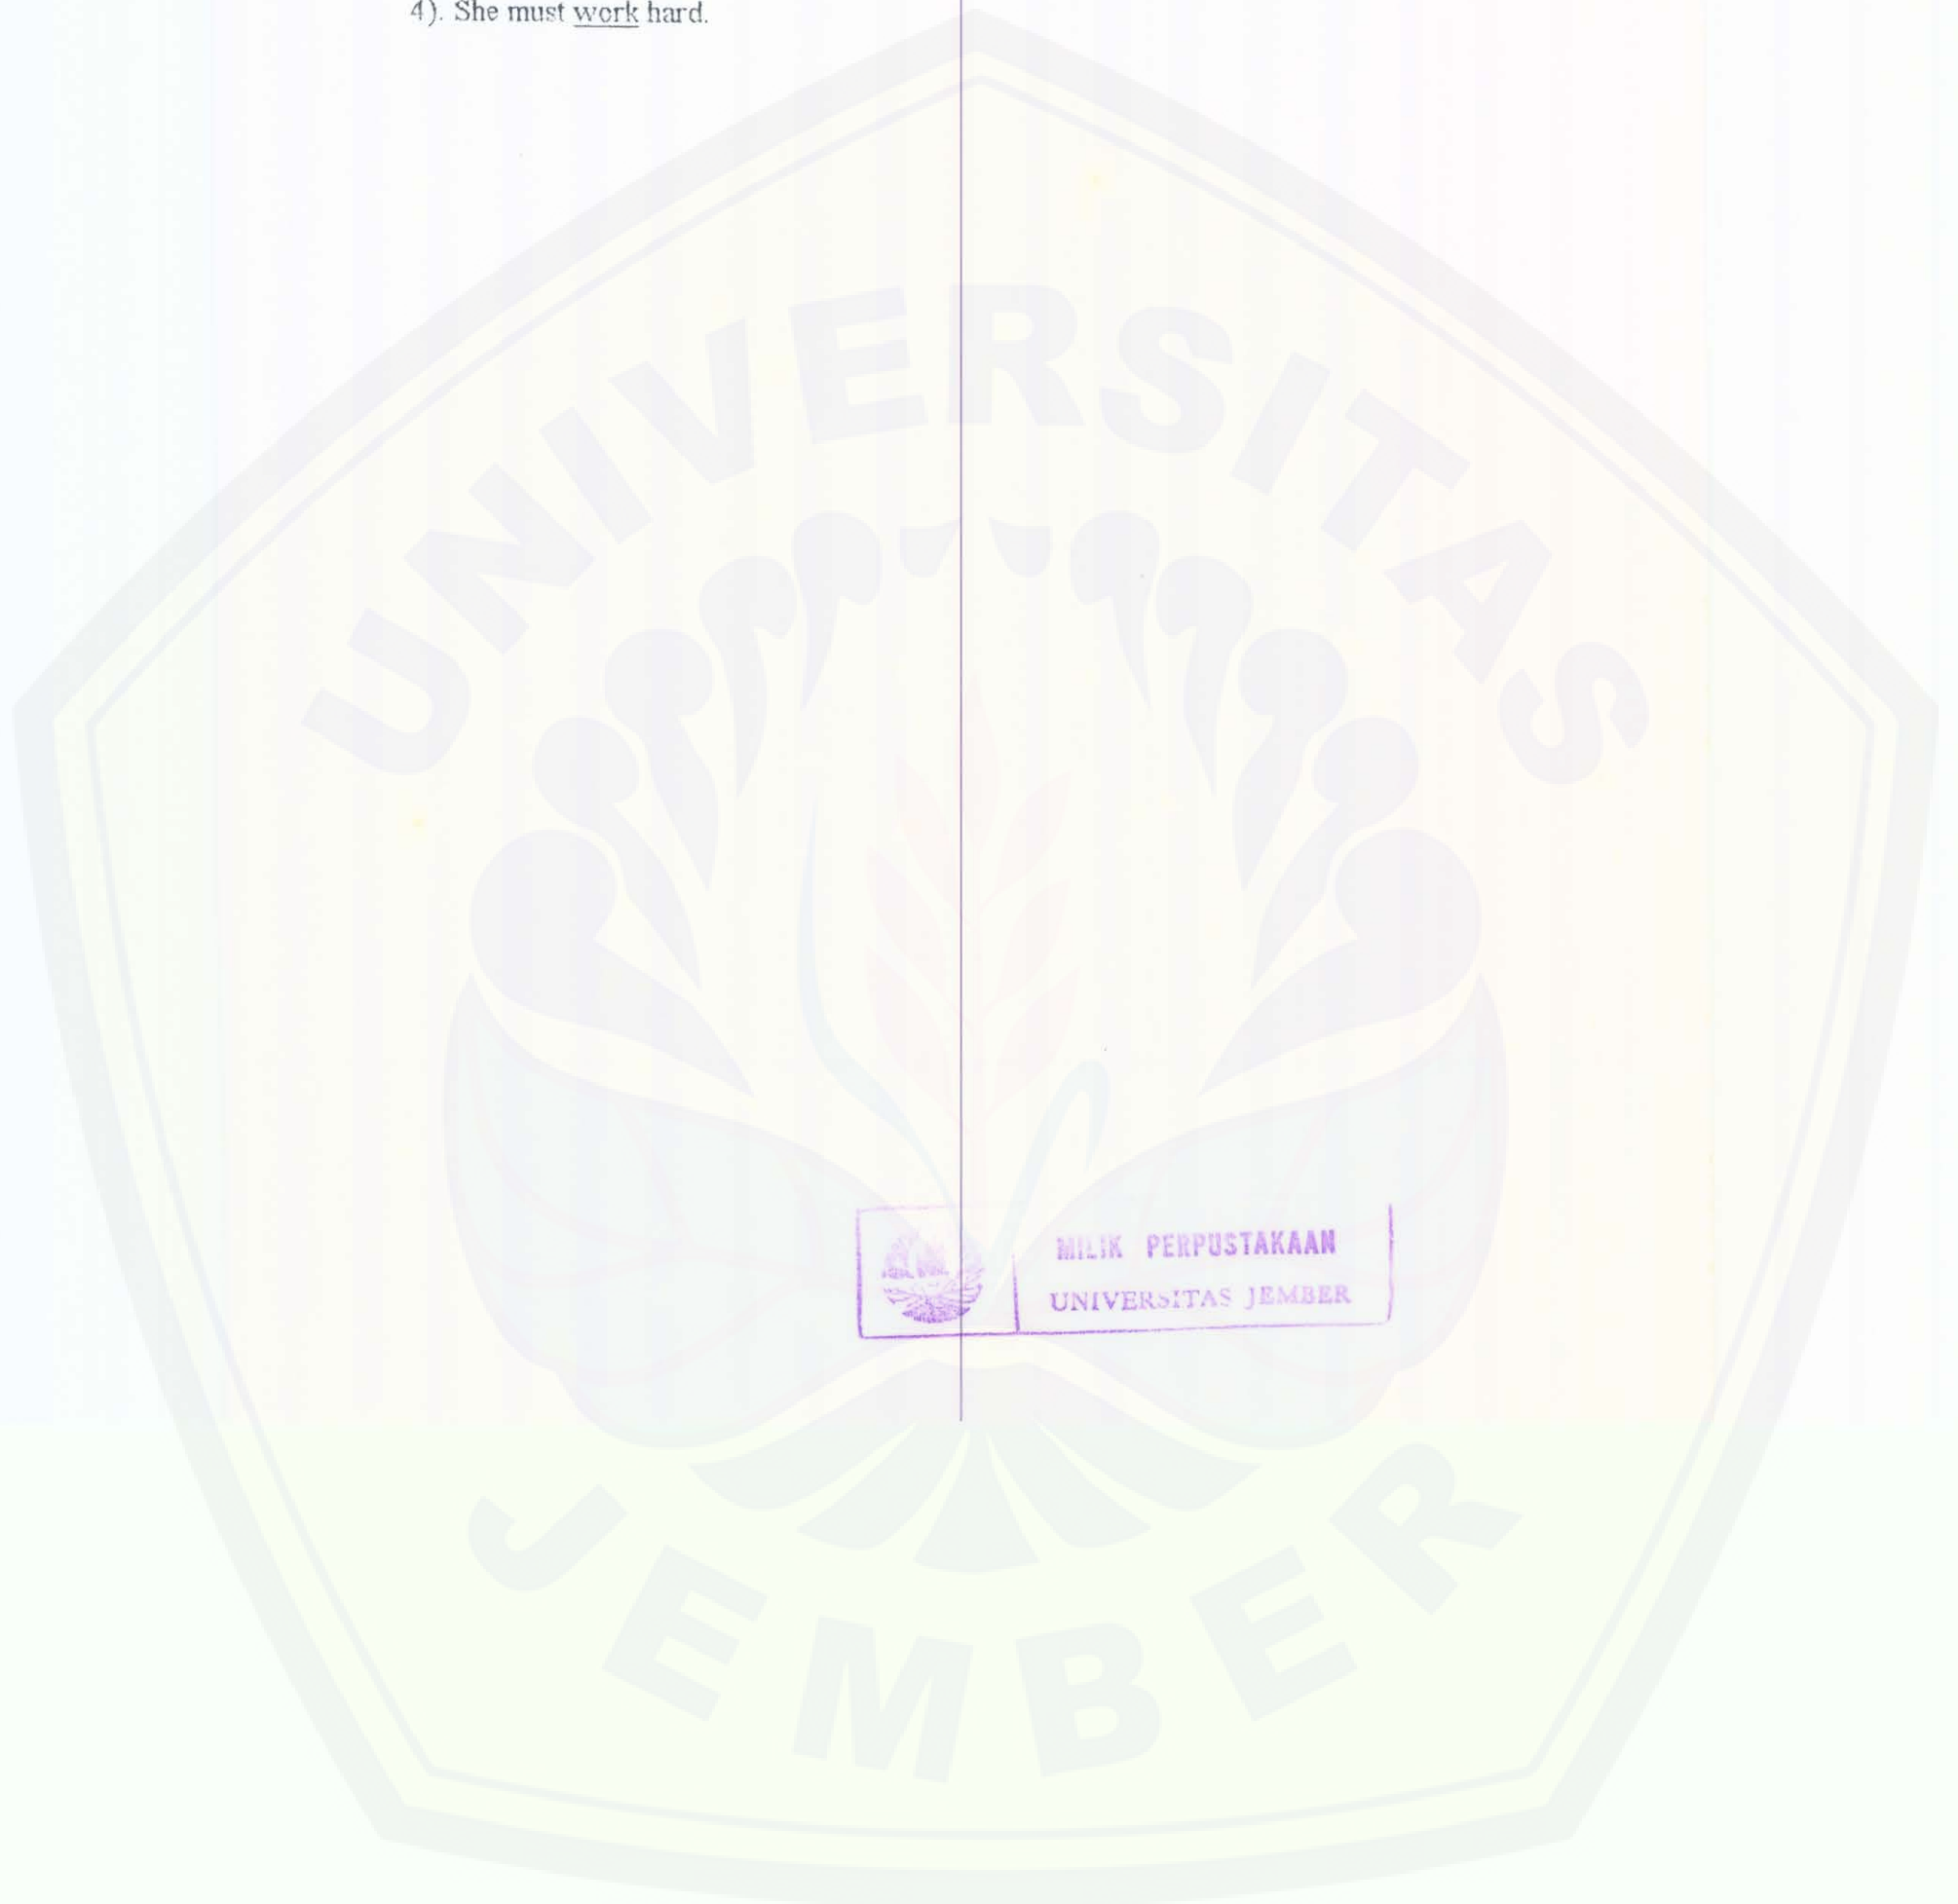 4). She must work hard.
UNIVERSITAS
MILIK PERPUSTAKAAN
UNIVERSITAS JEMBER
JEMBER